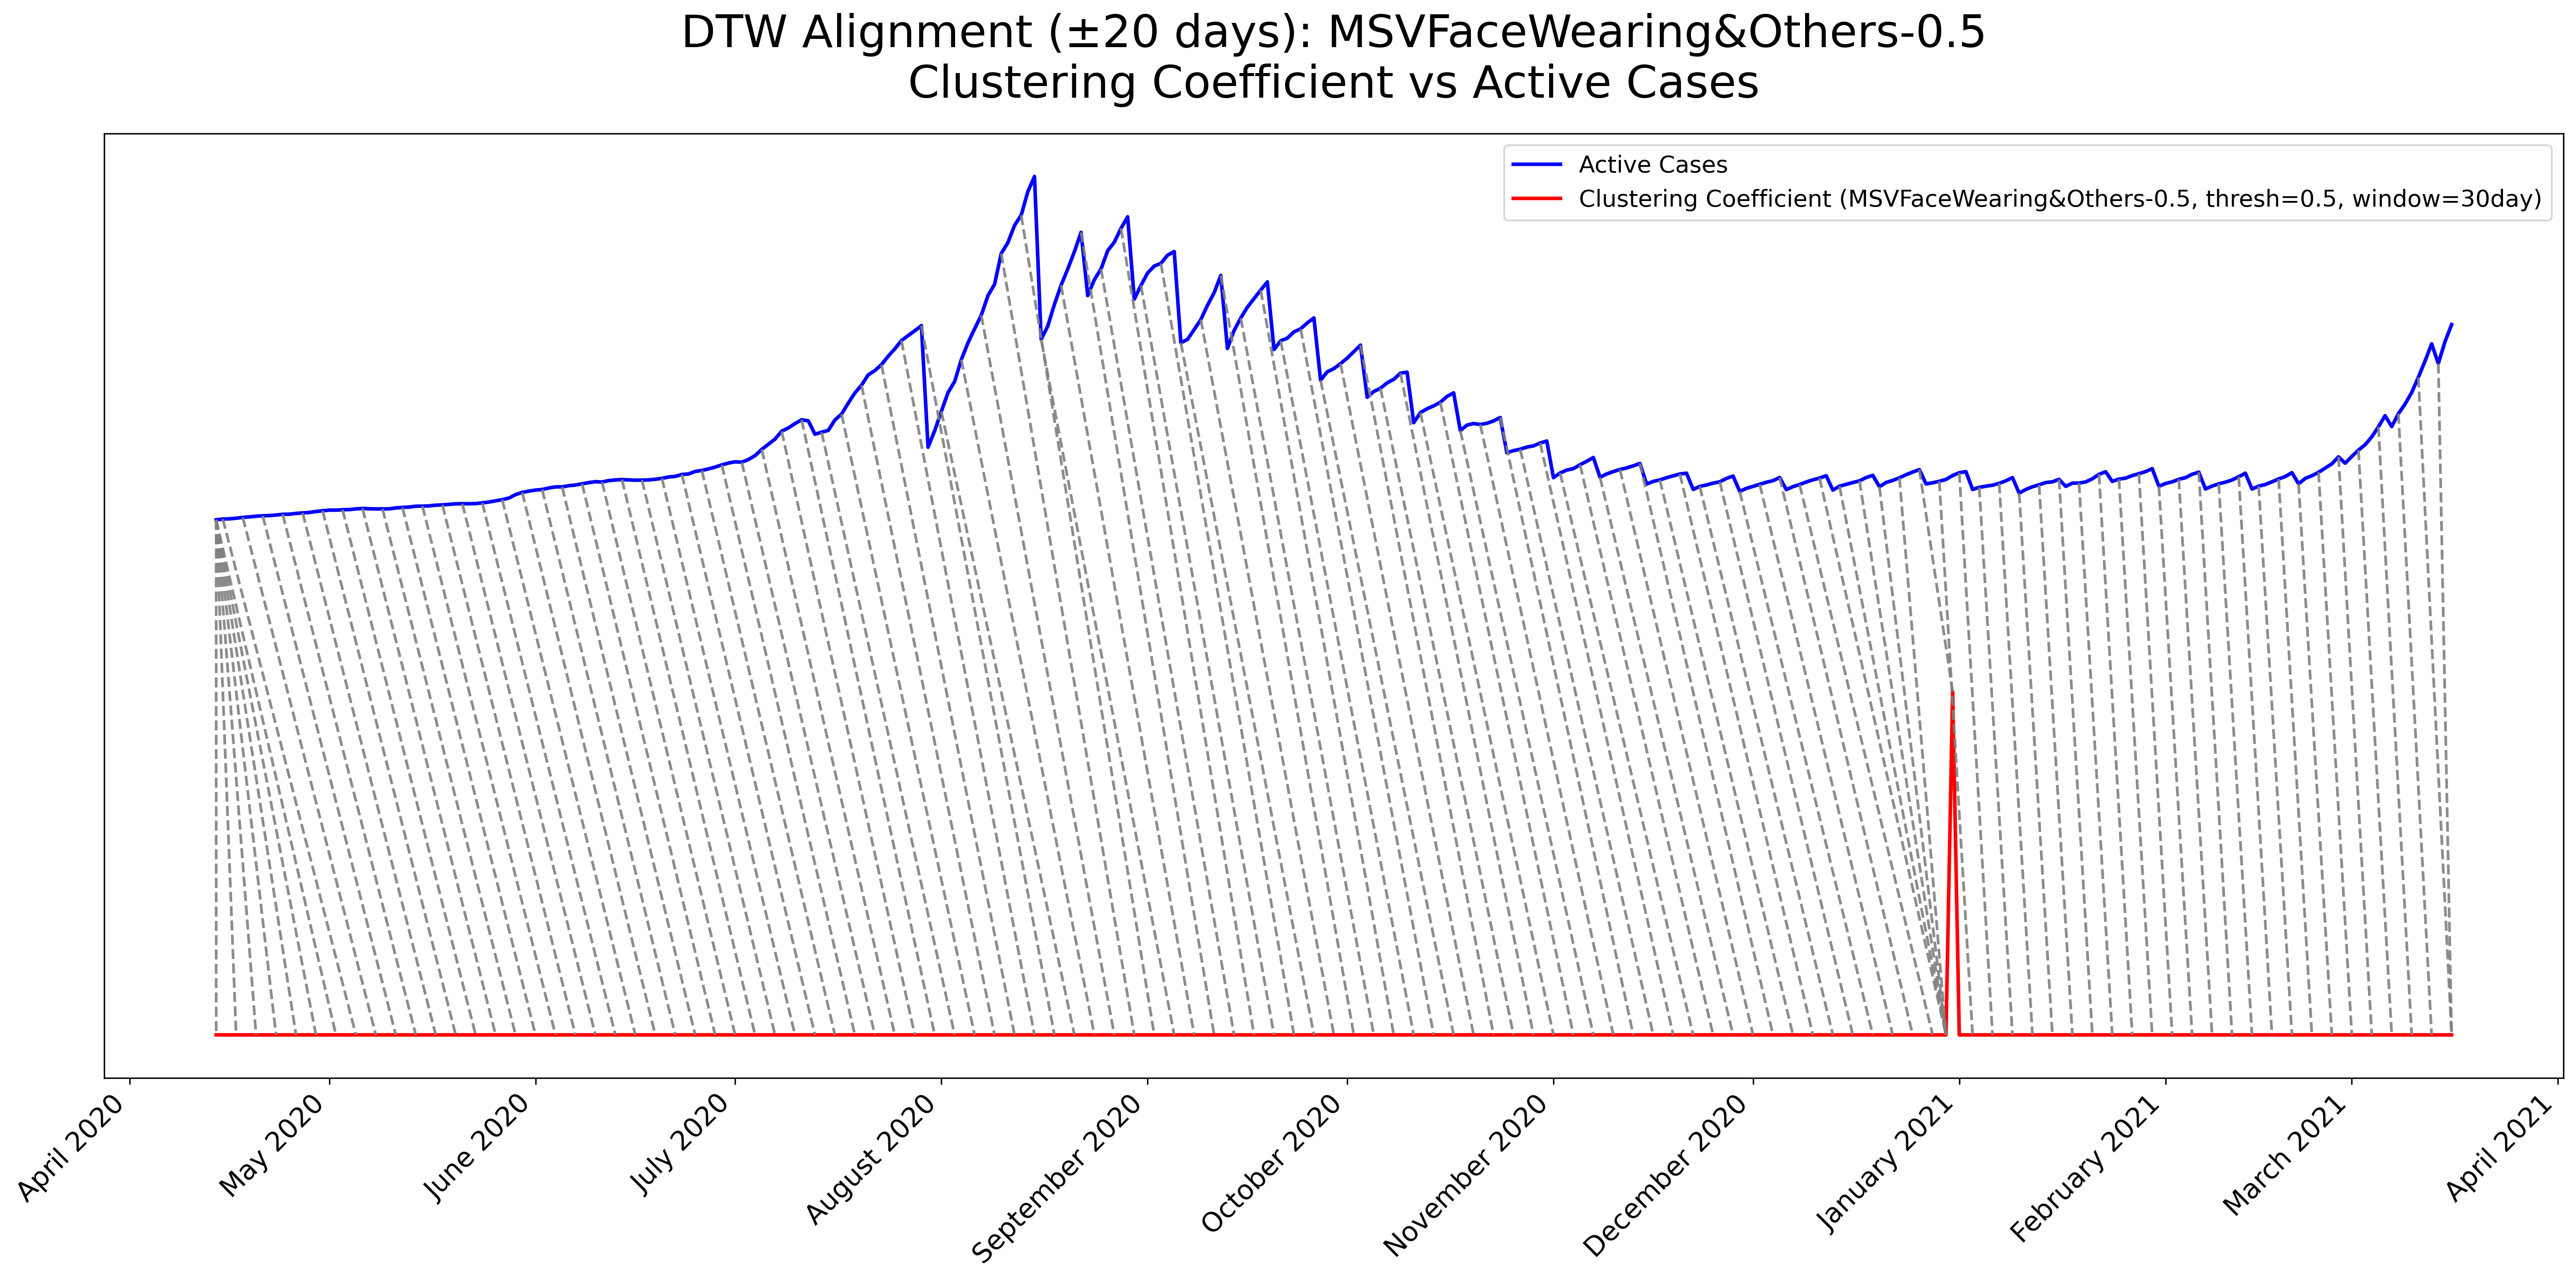 DTW Alignment (±20 days): MSVFaceWearing&Others-0.5
Clustering Coefficient vs Active Cases
Active Cases
Clustering Coefficient (MSVFaceWearing&Others-0.5, thresh=0.5, window=30day)
April 2020
May 2020
June 2020
July 2020
August 2020
September 2020
October 2020
November 2020
December 2020
January 2021
February 2021
March 2021
April 2021